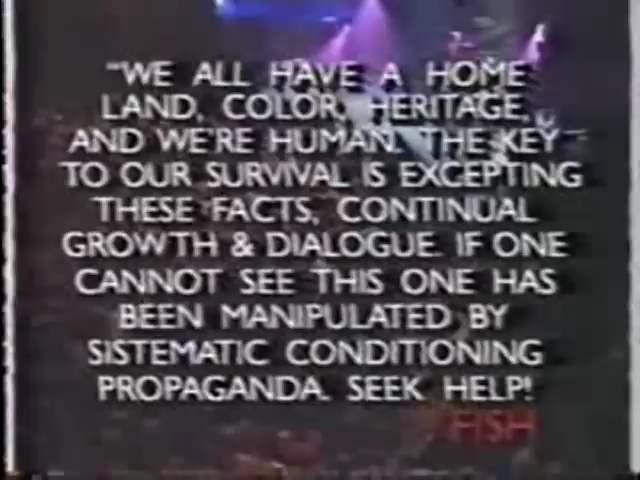 "WE ALL HAVE A HOME
LAND, COLOR, HERITAGE,
AND WE'RE HUMAN. THE KEY
TO OUR SURVIVAL IS EXCEPTING
THESE FACTS, CONTINUAL
GROWTH & DIALOGUE. IF ONE
CANNOT SEE THIS ONE HAS
BEEN MANIPULATED BY
SISTEMATIC CONDITIONING
PROPAGANDA. SEEK HELP!
FISH